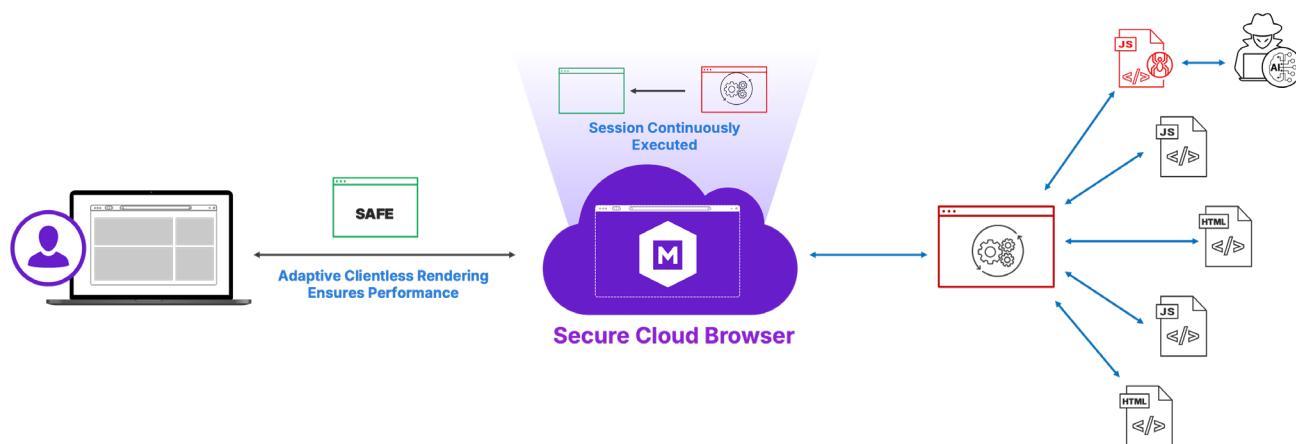 JS
</>
AI
Session Continuously
Executed
JS
</>
SAFE
M
HTML
</>
Adaptive Clientless Rendering
Ensures Performance
Secure Cloud Browser
JS
</>
HTML
</>